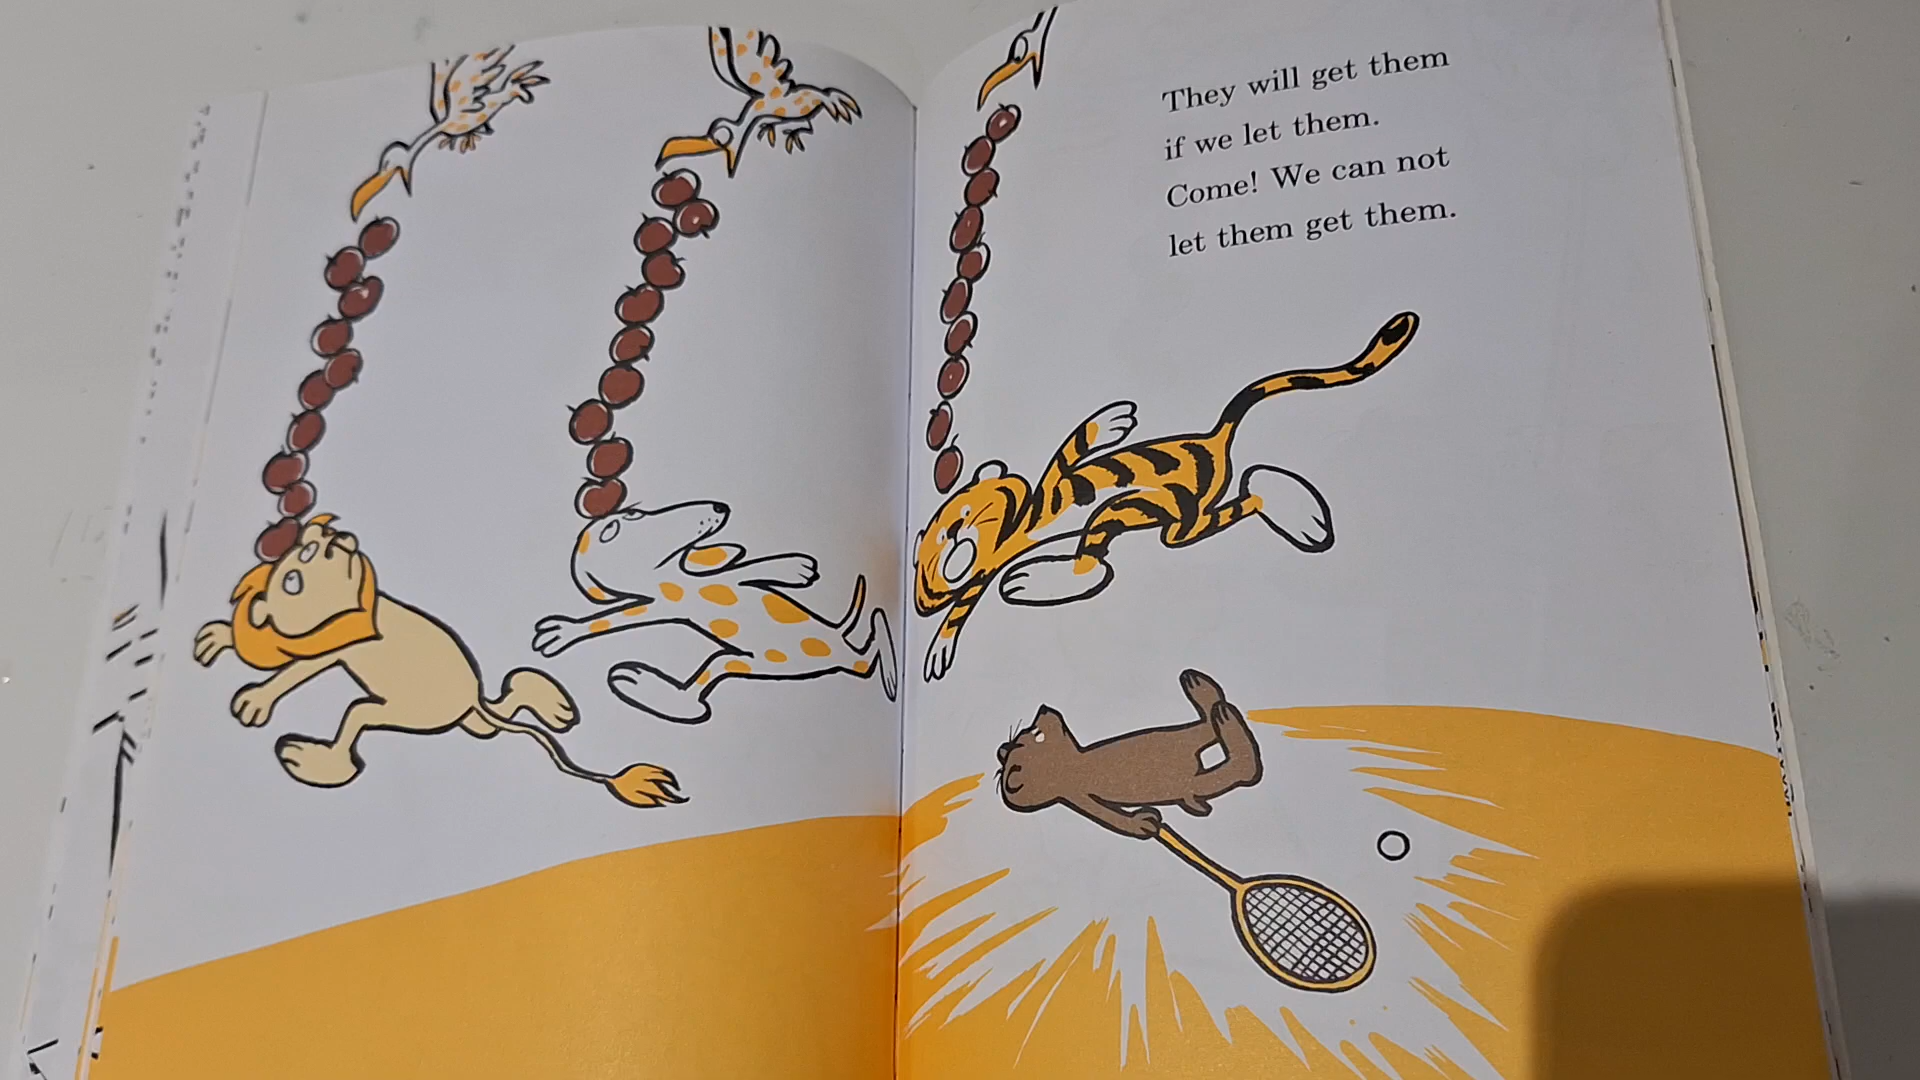 They will get them
if we let them.
Come! We can not
let them get them.